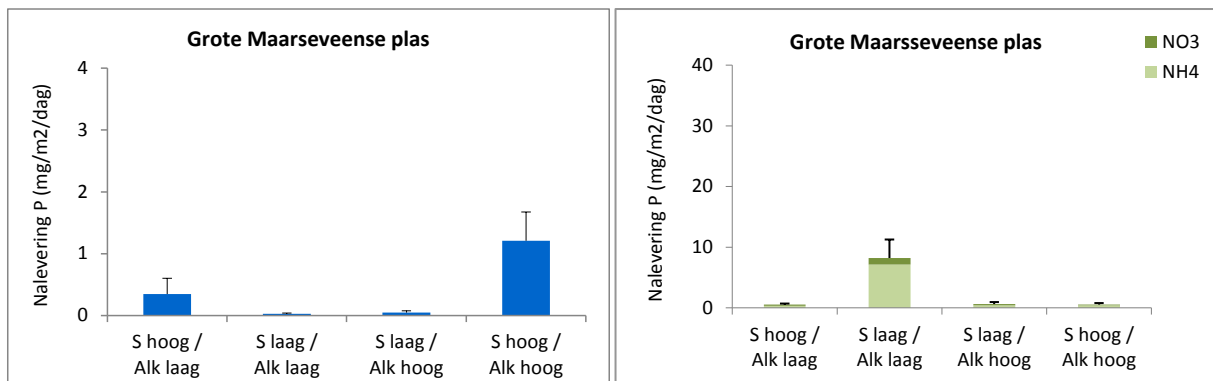 Grote Maarseveense plas
Nalevering P (mg/m2/dag)
4
3
2
1
0
S hoog /
Alk laag
S laag /
Alk laag
S laag /
Alk hoog
S hoog /
Alk hoog
Grote Maarsseveense plas
NO3
NH4
Nalevering P (mg/m2/dag)
40
30
20
10
0
S hoog /
Alk laag
S laag /
Alk laag
S laag /
Alk hoog
S hoog /
Alk hoog